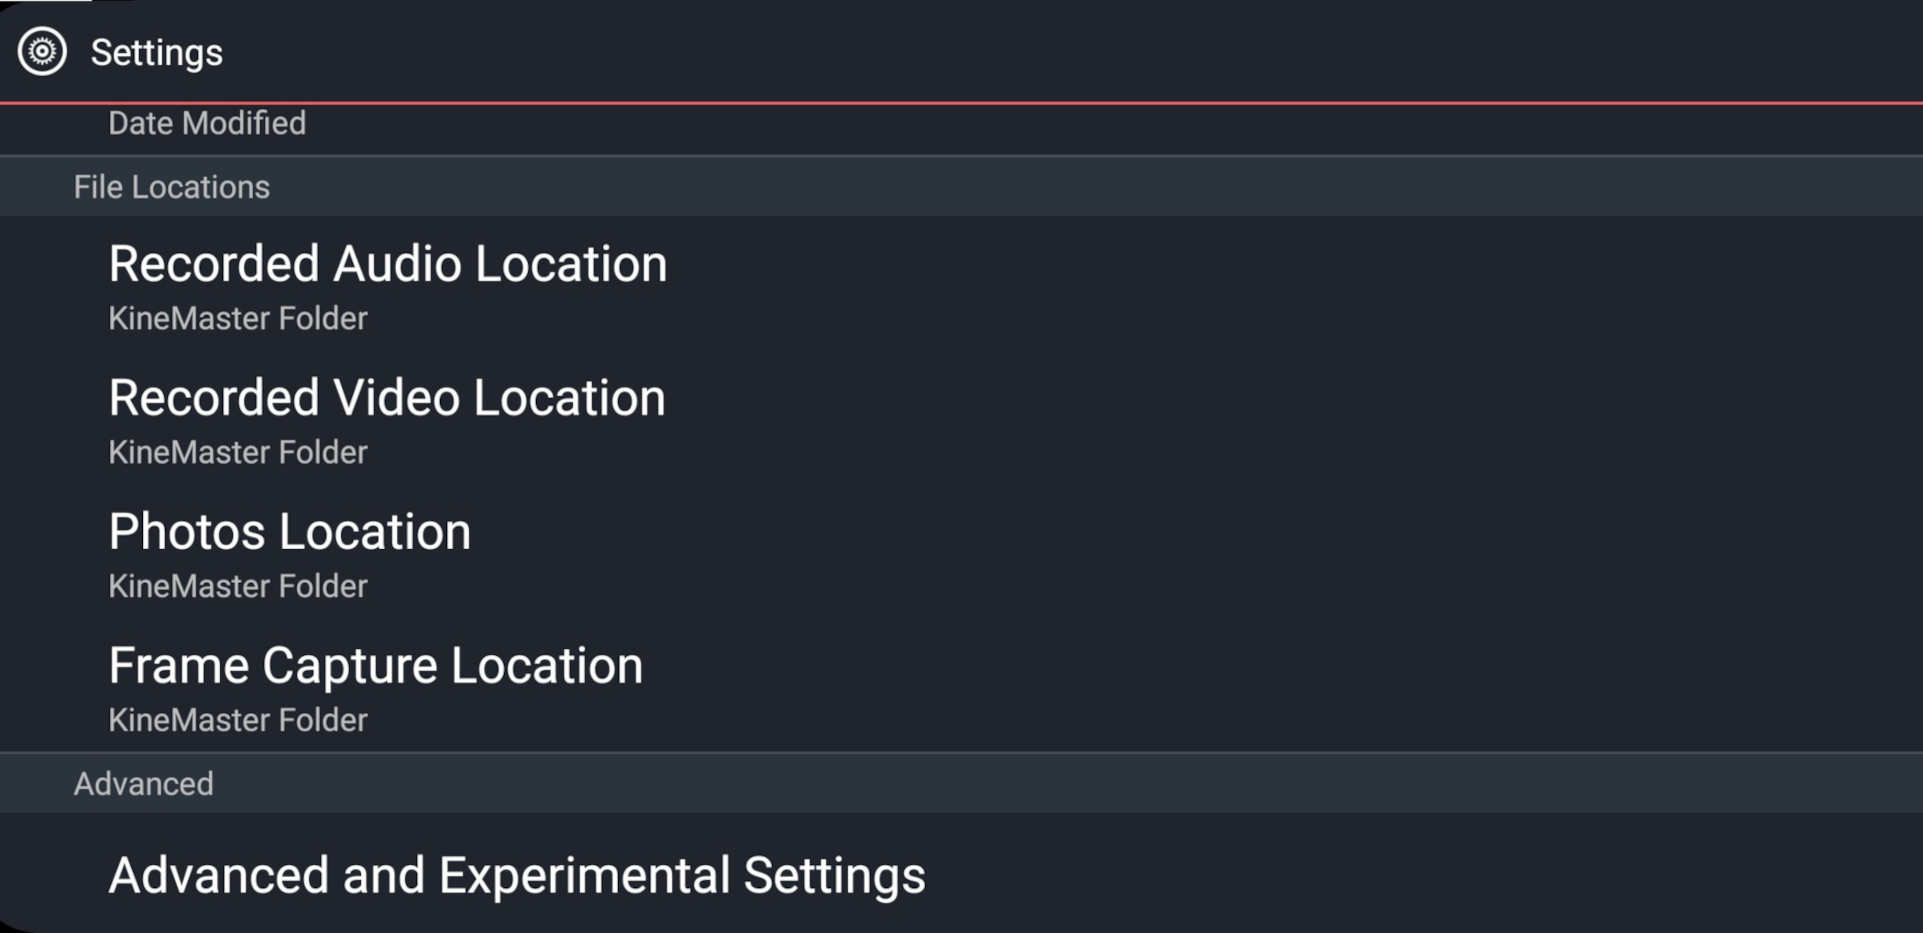 Settings
Date Modified
File Locations
Recorded Audio Location
KineMaster Folder
Recorded Video Location
KineMaster Folder
Photos Location
KineMaster Folder
Frame Capture Location
KineMaster Folder
Advanced
Advanced and Experimental Settings